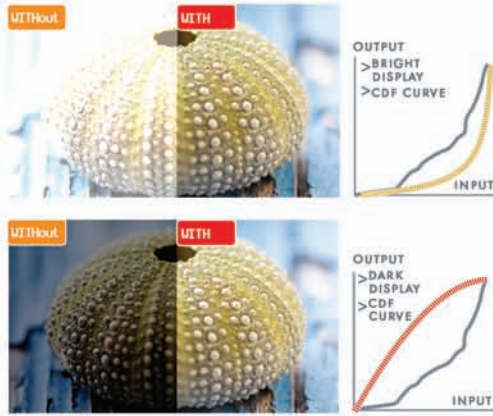 WITHout
WITH
OUTPUT
>BRIGHT
DISPLAY
>CDF CURVE
INPUT
WITHout
WITH
OUTPUT
>DARK
DISPLAY
>CDF
CURVE
INPUT